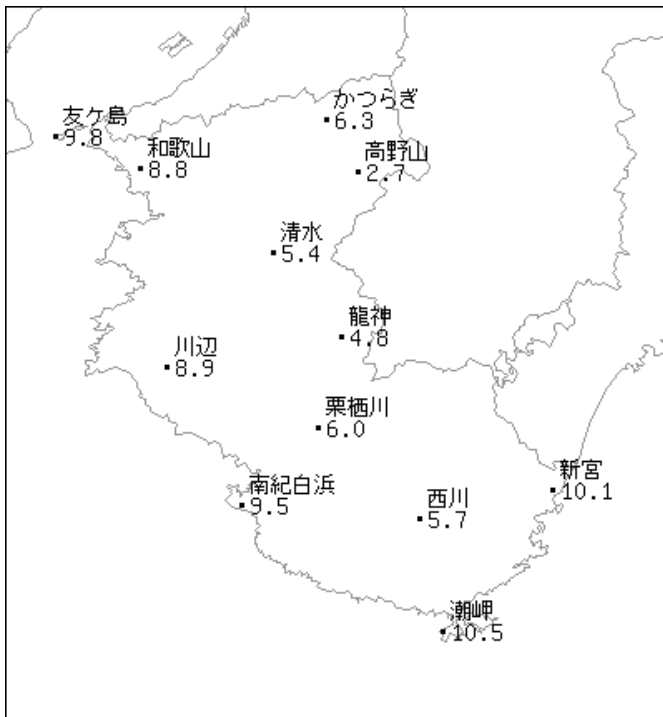 かつらぎ
6.3
友ケ島
9.8
和歌山
8.8
高野山
2.7
清水
5.4
龍神
4.8
川辺
8.9
栗栖川
6.0
新宮
10.1
南紀白浜
9.5
西川
5.7
潮岬
10.5